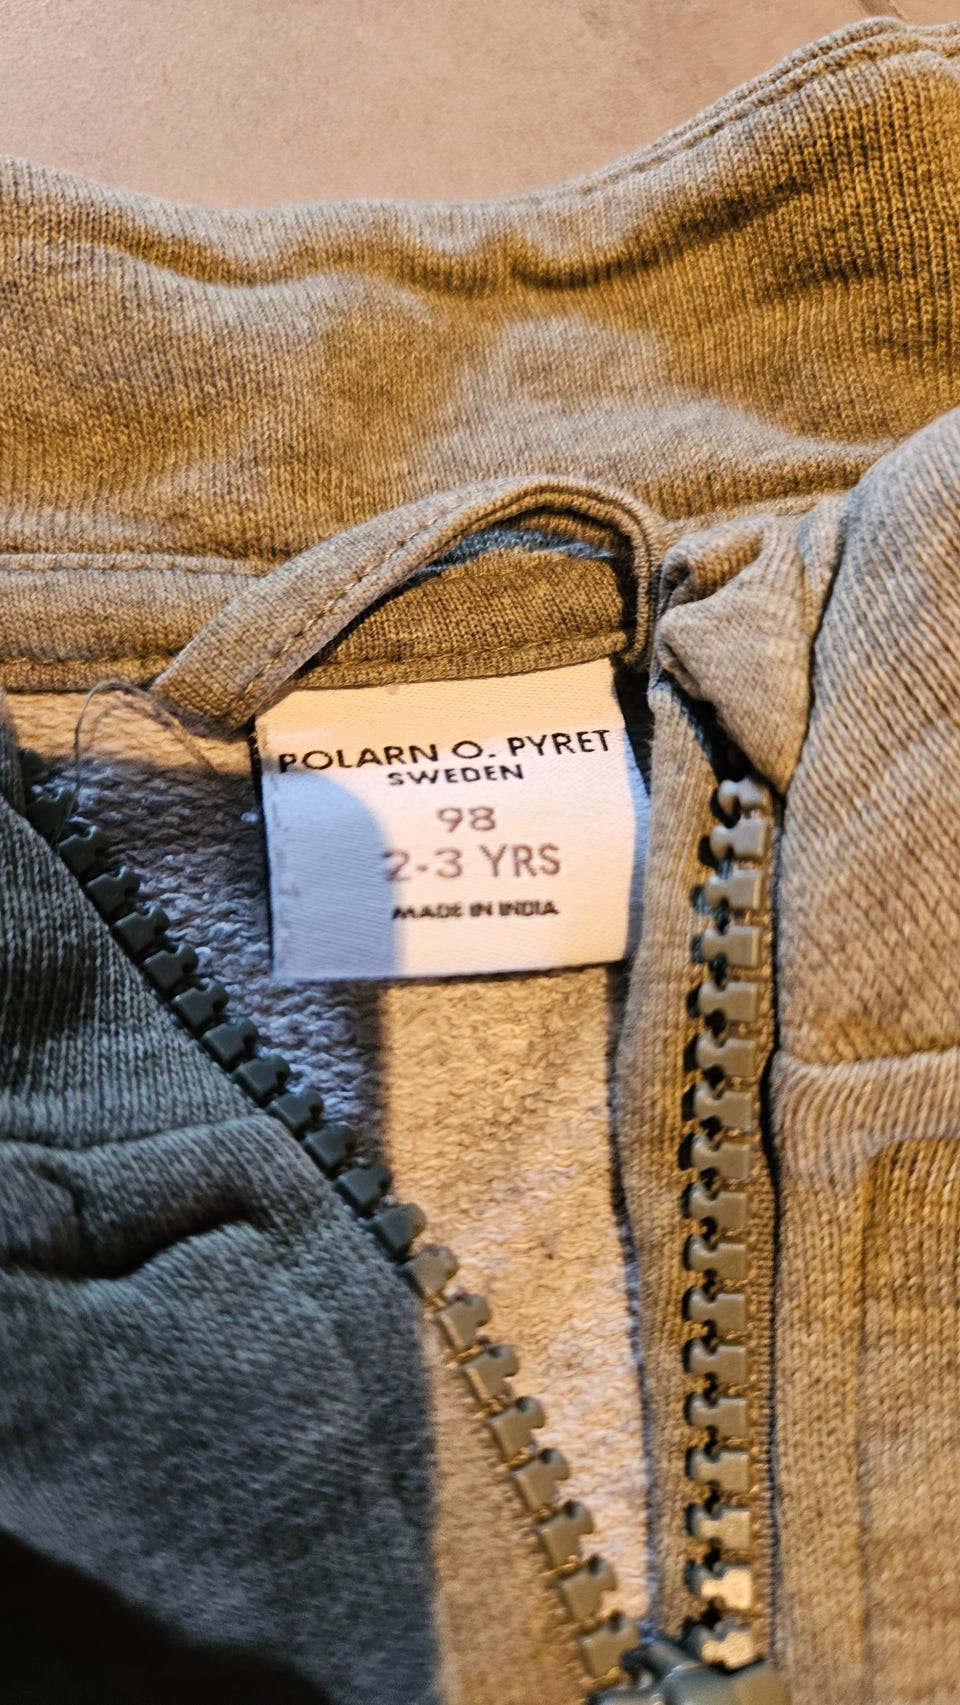 POLARN O. PYRET
SWEDEN
98
2-3 YRS
MADE IN INDIA